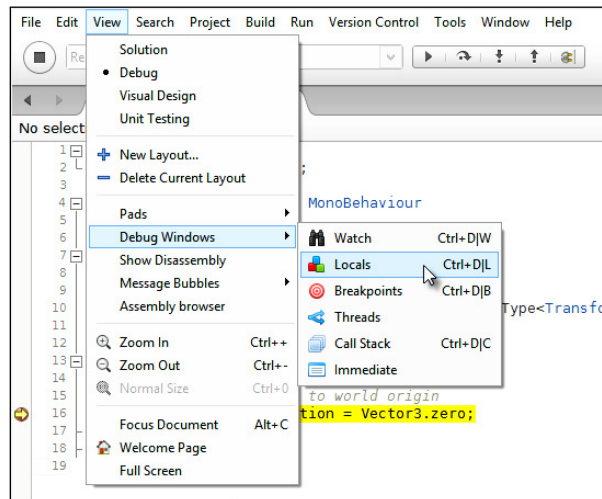 File Edit View Search Project Build Run Version Control Tools Window Help
Solution
Re
Debug
Visual Design
Unit Testing
No select
1
New Layout...
2 ;
Delete Current Layout
3
4 MonoBehaviour
5 Pads
6 Debug Windows Watch Ctrl+D|W
7 Show Disassembly
8 Message Bubbles Locals Ctrl+D|L
9 Breakpoints Ctrl+D|B
10 Assembly browser Type<Transfo
11 Threads
12 Zoom In Ctrl++ Call Stack Ctrl+D|C
13 Zoom Out Ctrl+- Immediate
14 Normal Size Ctrl+0
15 to world origin
16 tion = Vector3.zero;
Focus Document Alt+C
17
18 Welcome Page
19 Full Screen